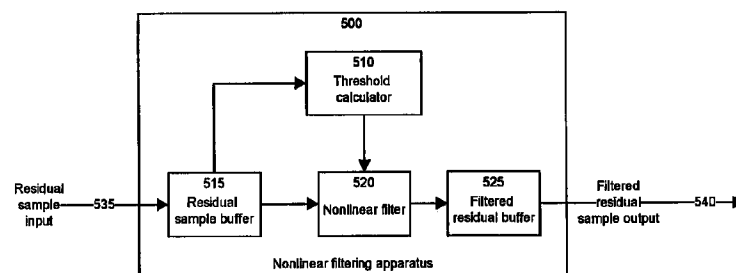 500
510
Threshold
calculator
515
Residual
sample buffer
520
Nonlinear filter
525
Filtered
residual buffer
Residual
sample
input
535
Filtered
residual
sample output
540
Nonlinear filtering apparatus